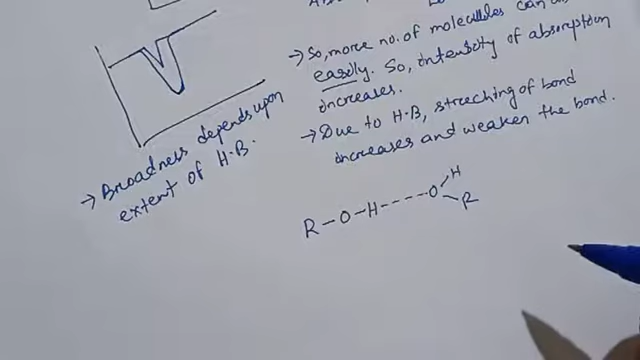 → So, more no. of molecules can
easily. So, intensity of absorption
increases.
→ Due to H-B, streching of bond
increases and weaken the bond.
→ Broadness depends upon
extent of H-B.
R-O-H----O
H
R